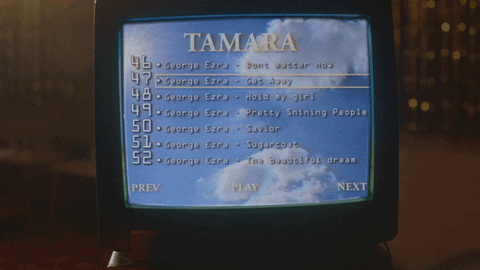 TAMARA
46 • George Ezra - Dont matter now
47 • George Ezra - Get Away
48 • George Ezra - Hold my girl
49 • George Ezra - Pretty Shining People
50 • George Ezra - Savior
51 • George Ezra - Sugarcoat
52 • George Ezra - The beautiful dream
PREV PLAY NEXT